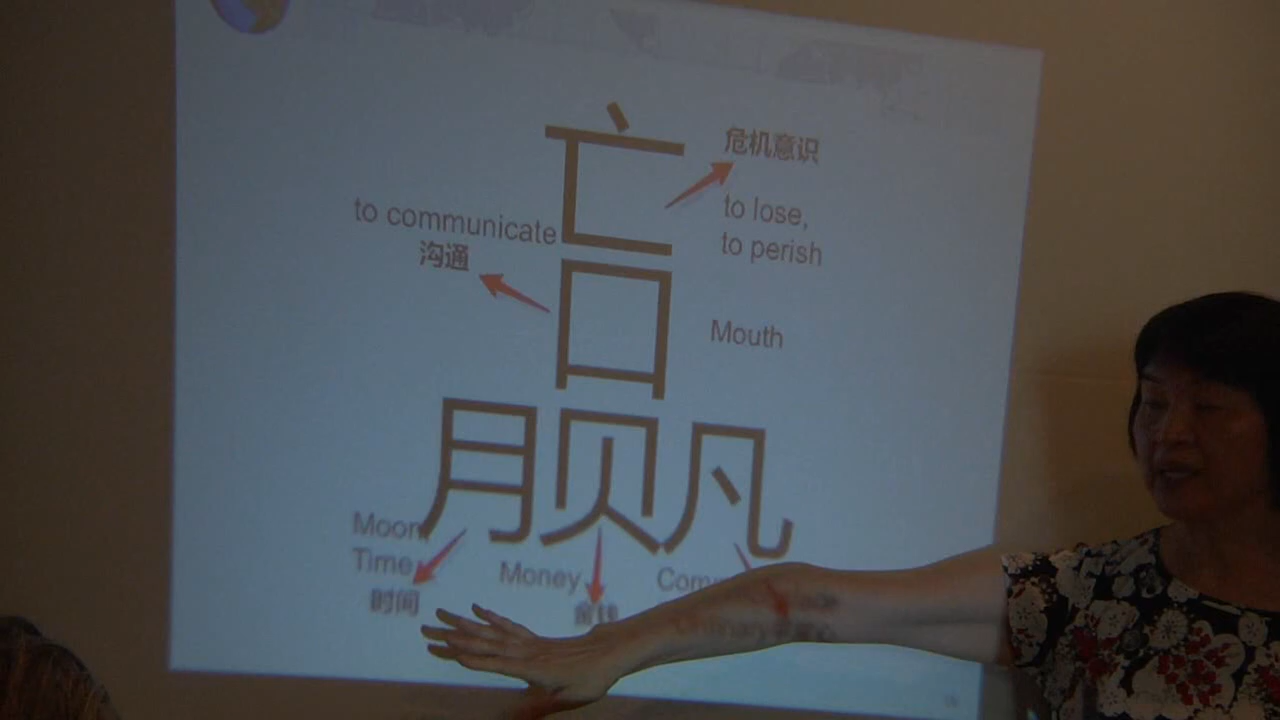 亡
危机意识
to lose,
to perish
to communicate
沟通
口
Mouth
月贝凡
Moon
Time
时间
Money